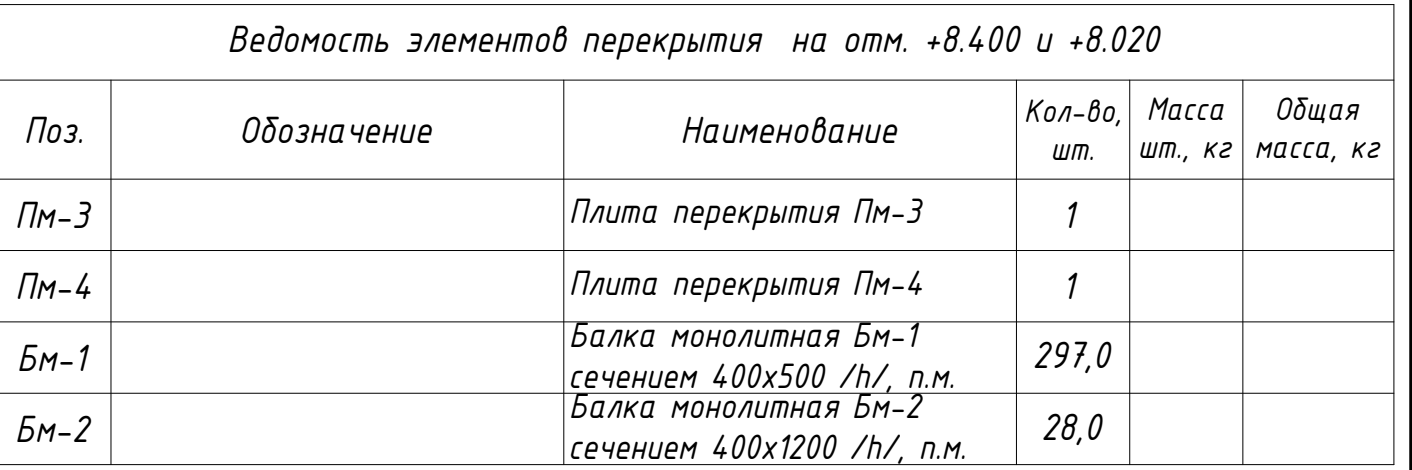 Ведомость элементов перекрытия на отм. +8.400 и +8.020
Поз.
Обозначение
Наименование
Кол-во,
шт.
Масса
шт., кг
Общая
масса, кг
Пм-3
Плита перекрытия Пм-3
1
Пм-4
Плита перекрытия Пм-4
1
Бм-1
Балка монолитная Бм-1
сечением 400х500 /h/, п.м.
297,0
Бм-2
Балка монолитная Бм-2
сечением 400х1200 /h/, п.м.
28,0